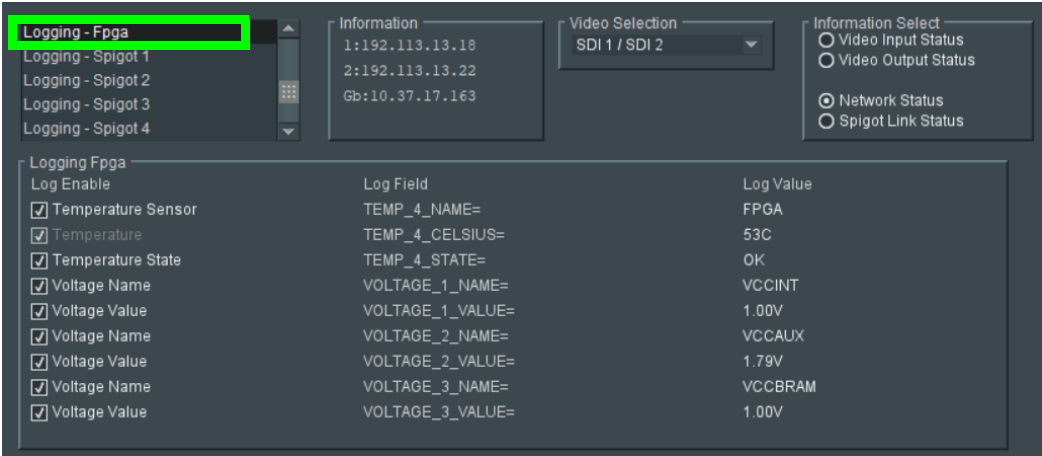 Logging - Fpga
Logging - Spigot 1
Logging - Spigot 2
Logging - Spigot 3
Logging - Spigot 4
Information
1:192.113.13.18
2:192.113.13.22
Gb:10.37.17.163
Video Selection
SDI 1 / SDI 2
Information Select
Video Input Status
Video Output Status
Network Status
Spigot Link Status
Logging Fpga
Log Enable Log Field Log Value
Temperature Sensor TEMP_4_NAME= FPGA
Temperature TEMP_4_CELSIUS= 53C
Temperature State TEMP_4_STATE= OK
Voltage Name VOLTAGE_1_NAME= VCCINT
Voltage Value VOLTAGE_1_VALUE= 1.00V
Voltage Name VOLTAGE_2_NAME= VCCAUX
Voltage Value VOLTAGE_2_VALUE= 1.79V
Voltage Name VOLTAGE_3_NAME= VCCBRAM
Voltage Value VOLTAGE_3_VALUE= 1.00V